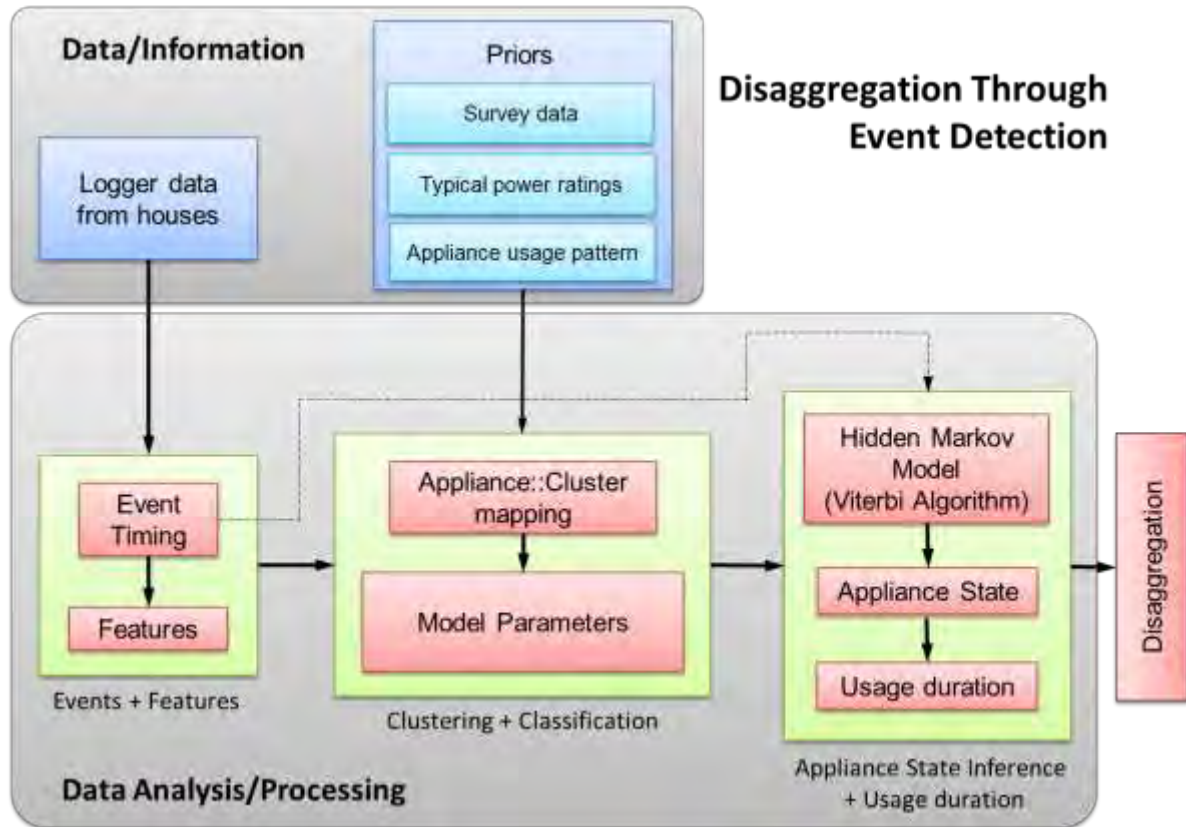 Data/Information
Priors
Survey data
Typical power ratings
Appliance usage pattern
Logger data
from houses
Disaggregation Through
Event Detection
Event
Timing
Features
Events + Features
Appliance::Cluster
mapping
Model Parameters
Clustering + Classification
Hidden Markov
Model
(Viterbi Algorithm)
Appliance State
Usage duration
Appliance State Inference
+ Usage duration
Disaggregation
Data Analysis/Processing